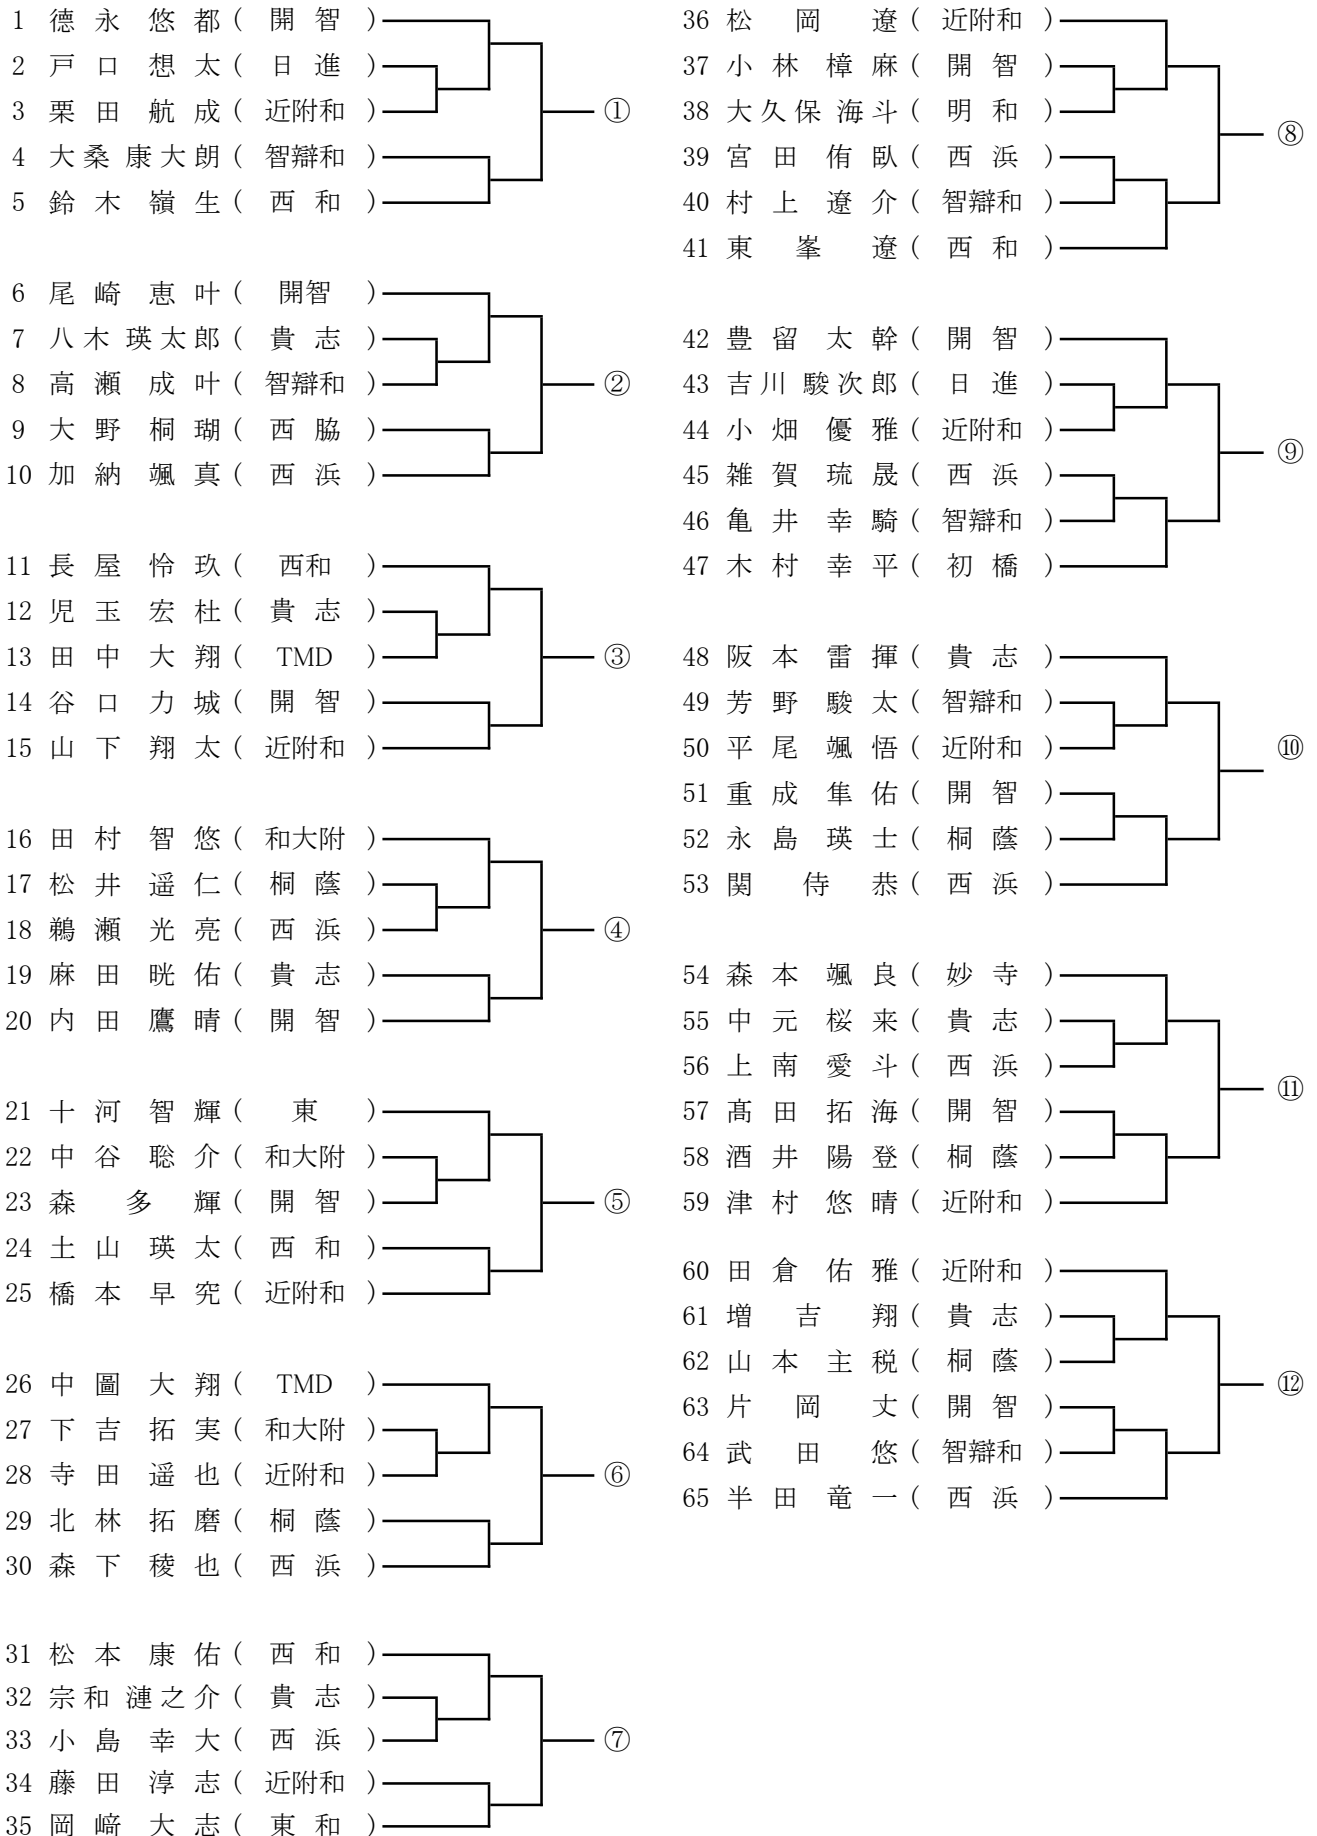 1 德永悠都 ( 開智 )
2 戸口想太 ( 日進 )
3 栗田航成 ( 近附和 )
①
4 大桑康大朗 ( 智辯和 )
5 鈴木嶺生 ( 西和 )
6 尾崎恵叶 ( 開智 )
7 八木瑛太郎 ( 貴志 )
8 高瀬成叶 ( 智辯和 )
②
9 大野桐瑚 ( 西脇 )
10 加納颯真 ( 西浜 )
11 長屋怜玖 ( 西和 )
12 児玉宏杜 ( 貴志 )
13 田中大翔 ( TMD )
③
14 谷口力城 ( 開智 )
15 山下翔太 ( 近附和 )
16 田村智悠 ( 和大附 )
17 松井遥仁 ( 桐蔭 )
18 鵜瀬光亮 ( 西浜 )
④
19 麻田晄佑 ( 貴志 )
20 内田鷹晴 ( 開智 )
21 十河智輝 ( 東 )
22 中谷聡介 ( 和大附 )
23 森多輝 ( 開智 )
⑤
24 土山瑛太 ( 西和 )
25 橋本早究 ( 近附和 )
26 中圖大翔 ( TMD )
27 下吉拓実 ( 和大附 )
28 寺田遥也 ( 近附和 )
⑥
29 北林拓磨 ( 桐蔭 )
30 森下稜也 ( 西浜 )
31 松本康佑 ( 西和 )
32 宗和漣之介 ( 貴志 )
33 小島幸大 ( 西浜 )
⑦
34 藤田淳志 ( 近附和 )
35 岡﨑大志 ( 東和 )
36 松岡遼 ( 近附和 )
37 小林樟麻 ( 開智 )
38 大久保海斗 ( 明和 )
⑧
39 宮田侑臥 ( 西浜 )
40 村上遼介 ( 智辯和 )
41 東峯遼 ( 西和 )
42 豊留太幹 ( 開智 )
43 吉川駿次郎 ( 日進 )
44 小畑優雅 ( 近附和 )
⑨
45 雑賀琉晟 ( 西浜 )
46 亀井幸騎 ( 智辯和 )
47 木村幸平 ( 初橋 )
48 阪本雷揮 ( 貴志 )
49 芳野駿太 ( 智辯和 )
50 平尾颯悟 ( 近附和 )
⑩
51 重成隼佑 ( 開智 )
52 永島瑛士 ( 桐蔭 )
53 関侍恭 ( 西浜 )
54 森本颯良 ( 妙寺 )
55 中元桜来 ( 貴志 )
56 上南愛斗 ( 西浜 )
⑪
57 髙田拓海 ( 開智 )
58 酒井陽登 ( 桐蔭 )
59 津村悠晴 ( 近附和 )
60 田倉佑雅 ( 近附和 )
61 増吉翔 ( 貴志 )
62 山本主税 ( 桐蔭 )
⑫
63 片岡丈 ( 開智 )
64 武田悠 ( 智辯和 )
65 半田竜一 ( 西浜 )